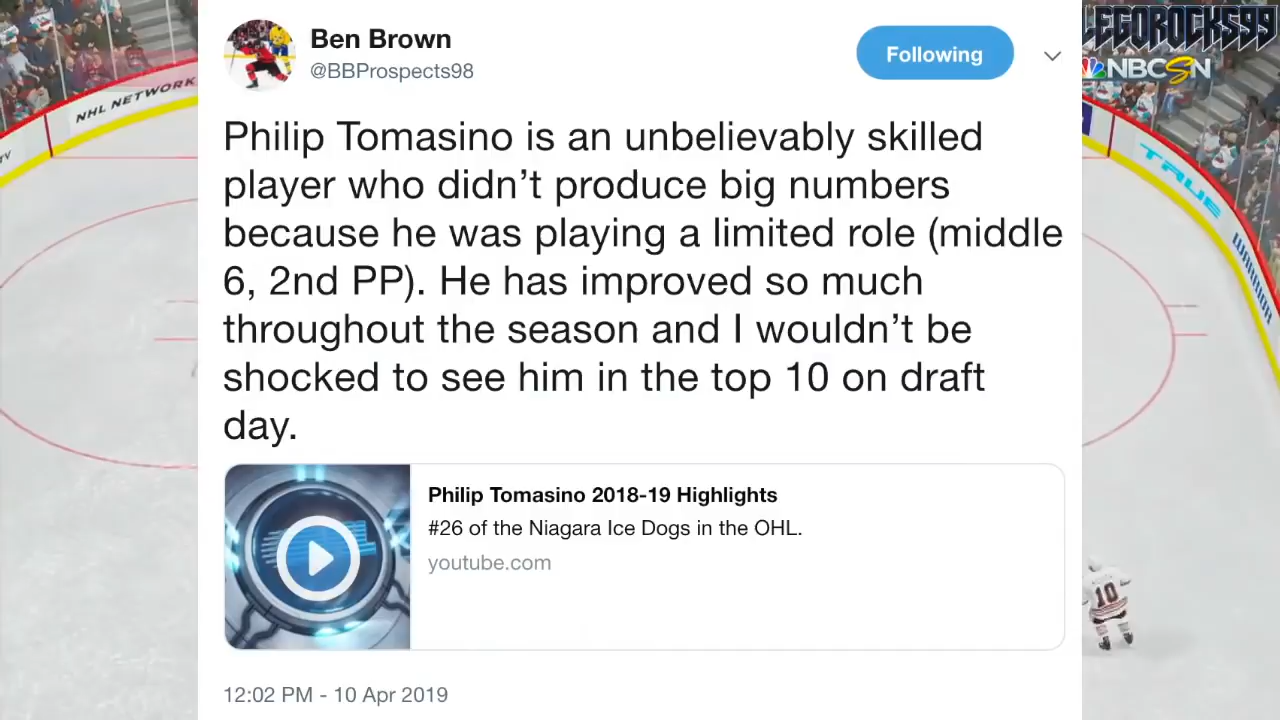 LEGOROCKS99
NBCSN
NHL NETWORK
TV
TRUE
WARRIOR
10
Ben Brown
@BBProspects98
Following
Philip Tomasino is an unbelievably skilled
player who didn’t produce big numbers
because he was playing a limited role (middle
6, 2nd PP). He has improved so much
throughout the season and I wouldn’t be
shocked to see him in the top 10 on draft
day.
Philip Tomasino 2018-19 Highlights
#26 of the Niagara Ice Dogs in the OHL.
youtube.com
12:02 PM - 10 Apr 2019